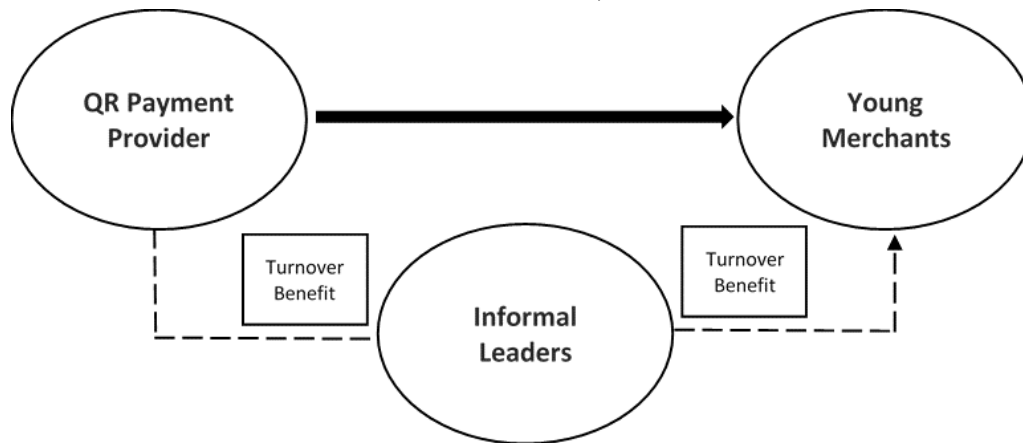 QR Payment
Provider
Young
Merchants
Turnover
Benefit
Turnover
Benefit
Informal
Leaders